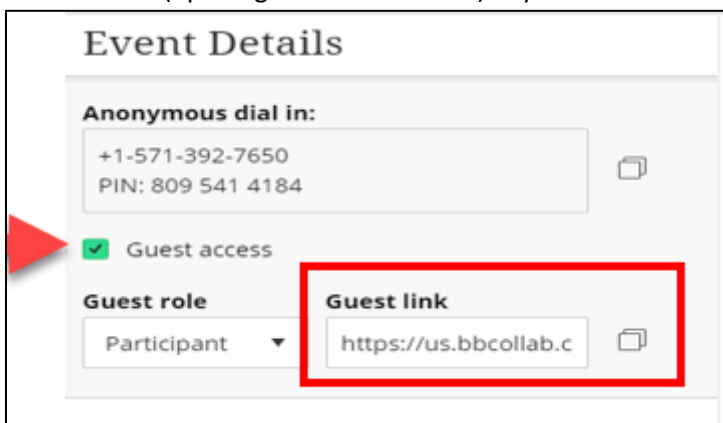 Event Details
Anonymous dial in:
+1-571-392-7650
PIN: 809 541 4184
Guest access
Guest role Guest link
Participant https://us.bbcollab.c